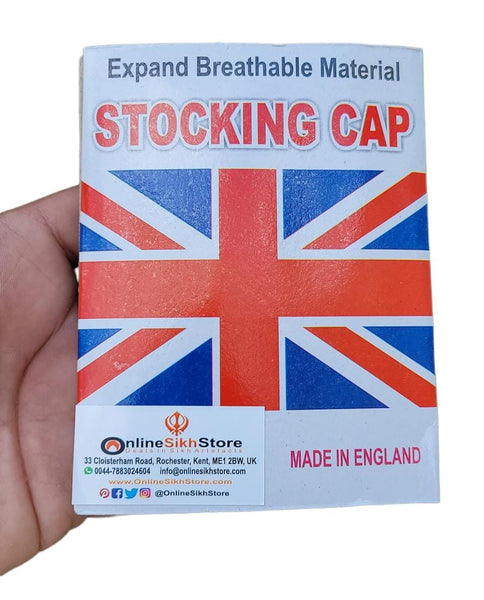 Expand Breathable Material
STOCKING CAP
OnlineSikhStore
Deals in Sikh Artefacts
33 Cloisterham Road, Rochester, Kent, ME1 2BW, UK
0044-7883024604 info@onlinesikhstore.com
www.OnlineSikhStore.com
@OnlineSikhStore
MADE IN ENGLAND